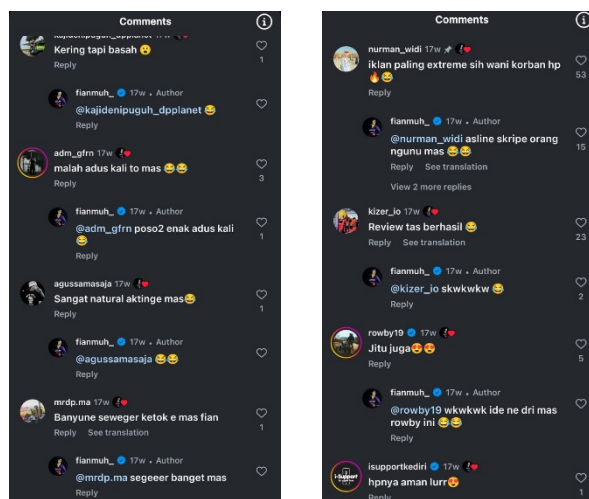 Comments
kajidenipuguh_dpplanet 17w
Kering tapi basah 😮
1
Reply
fianmuh_ 17w • Author
@kajidenipuguh_dpplanet 😂
Reply
adm_gfrn 17w
malah adus kali to mas 😂😂
3
Reply
fianmuh_ 17w • Author
@adm_gfrn poso2 enak adus kali
😂
1
Reply
agussamasaja 17w
Sangat natural aktinge mas😂
1
Reply
fianmuh_ 17w • Author
@agussamasaja 😂😂
Reply
mrdp.ma 17w
Banyune seweger ketok e mas fian
1
Reply See translation
fianmuh_ 17w • Author
@mrdp.ma segeeer banget mas
Reply
Comments
nurman_widi 17w
iklan paling extreme sih wani korban hp
🔥😂
53
Reply
fianmuh_ 17w • Author
@nurman_widi asline skripe orang
ngunu mas 😂😂
15
Reply See translation
View 2 more replies
kizer_io 17w
Review tas berhasil 😂
23
Reply See translation
fianmuh_ 17w • Author
@kizer_io skwkwkw 😂
2
Reply
rowby19 17w
Jitu juga😍😍
5
Reply
fianmuh_ 17w • Author
@rowby19 wkwkwk ide ne dri mas
rowby ini 😂😂
Reply
isupportkediri 17w
i-Support
hpnya aman lurr😍
1
Reply